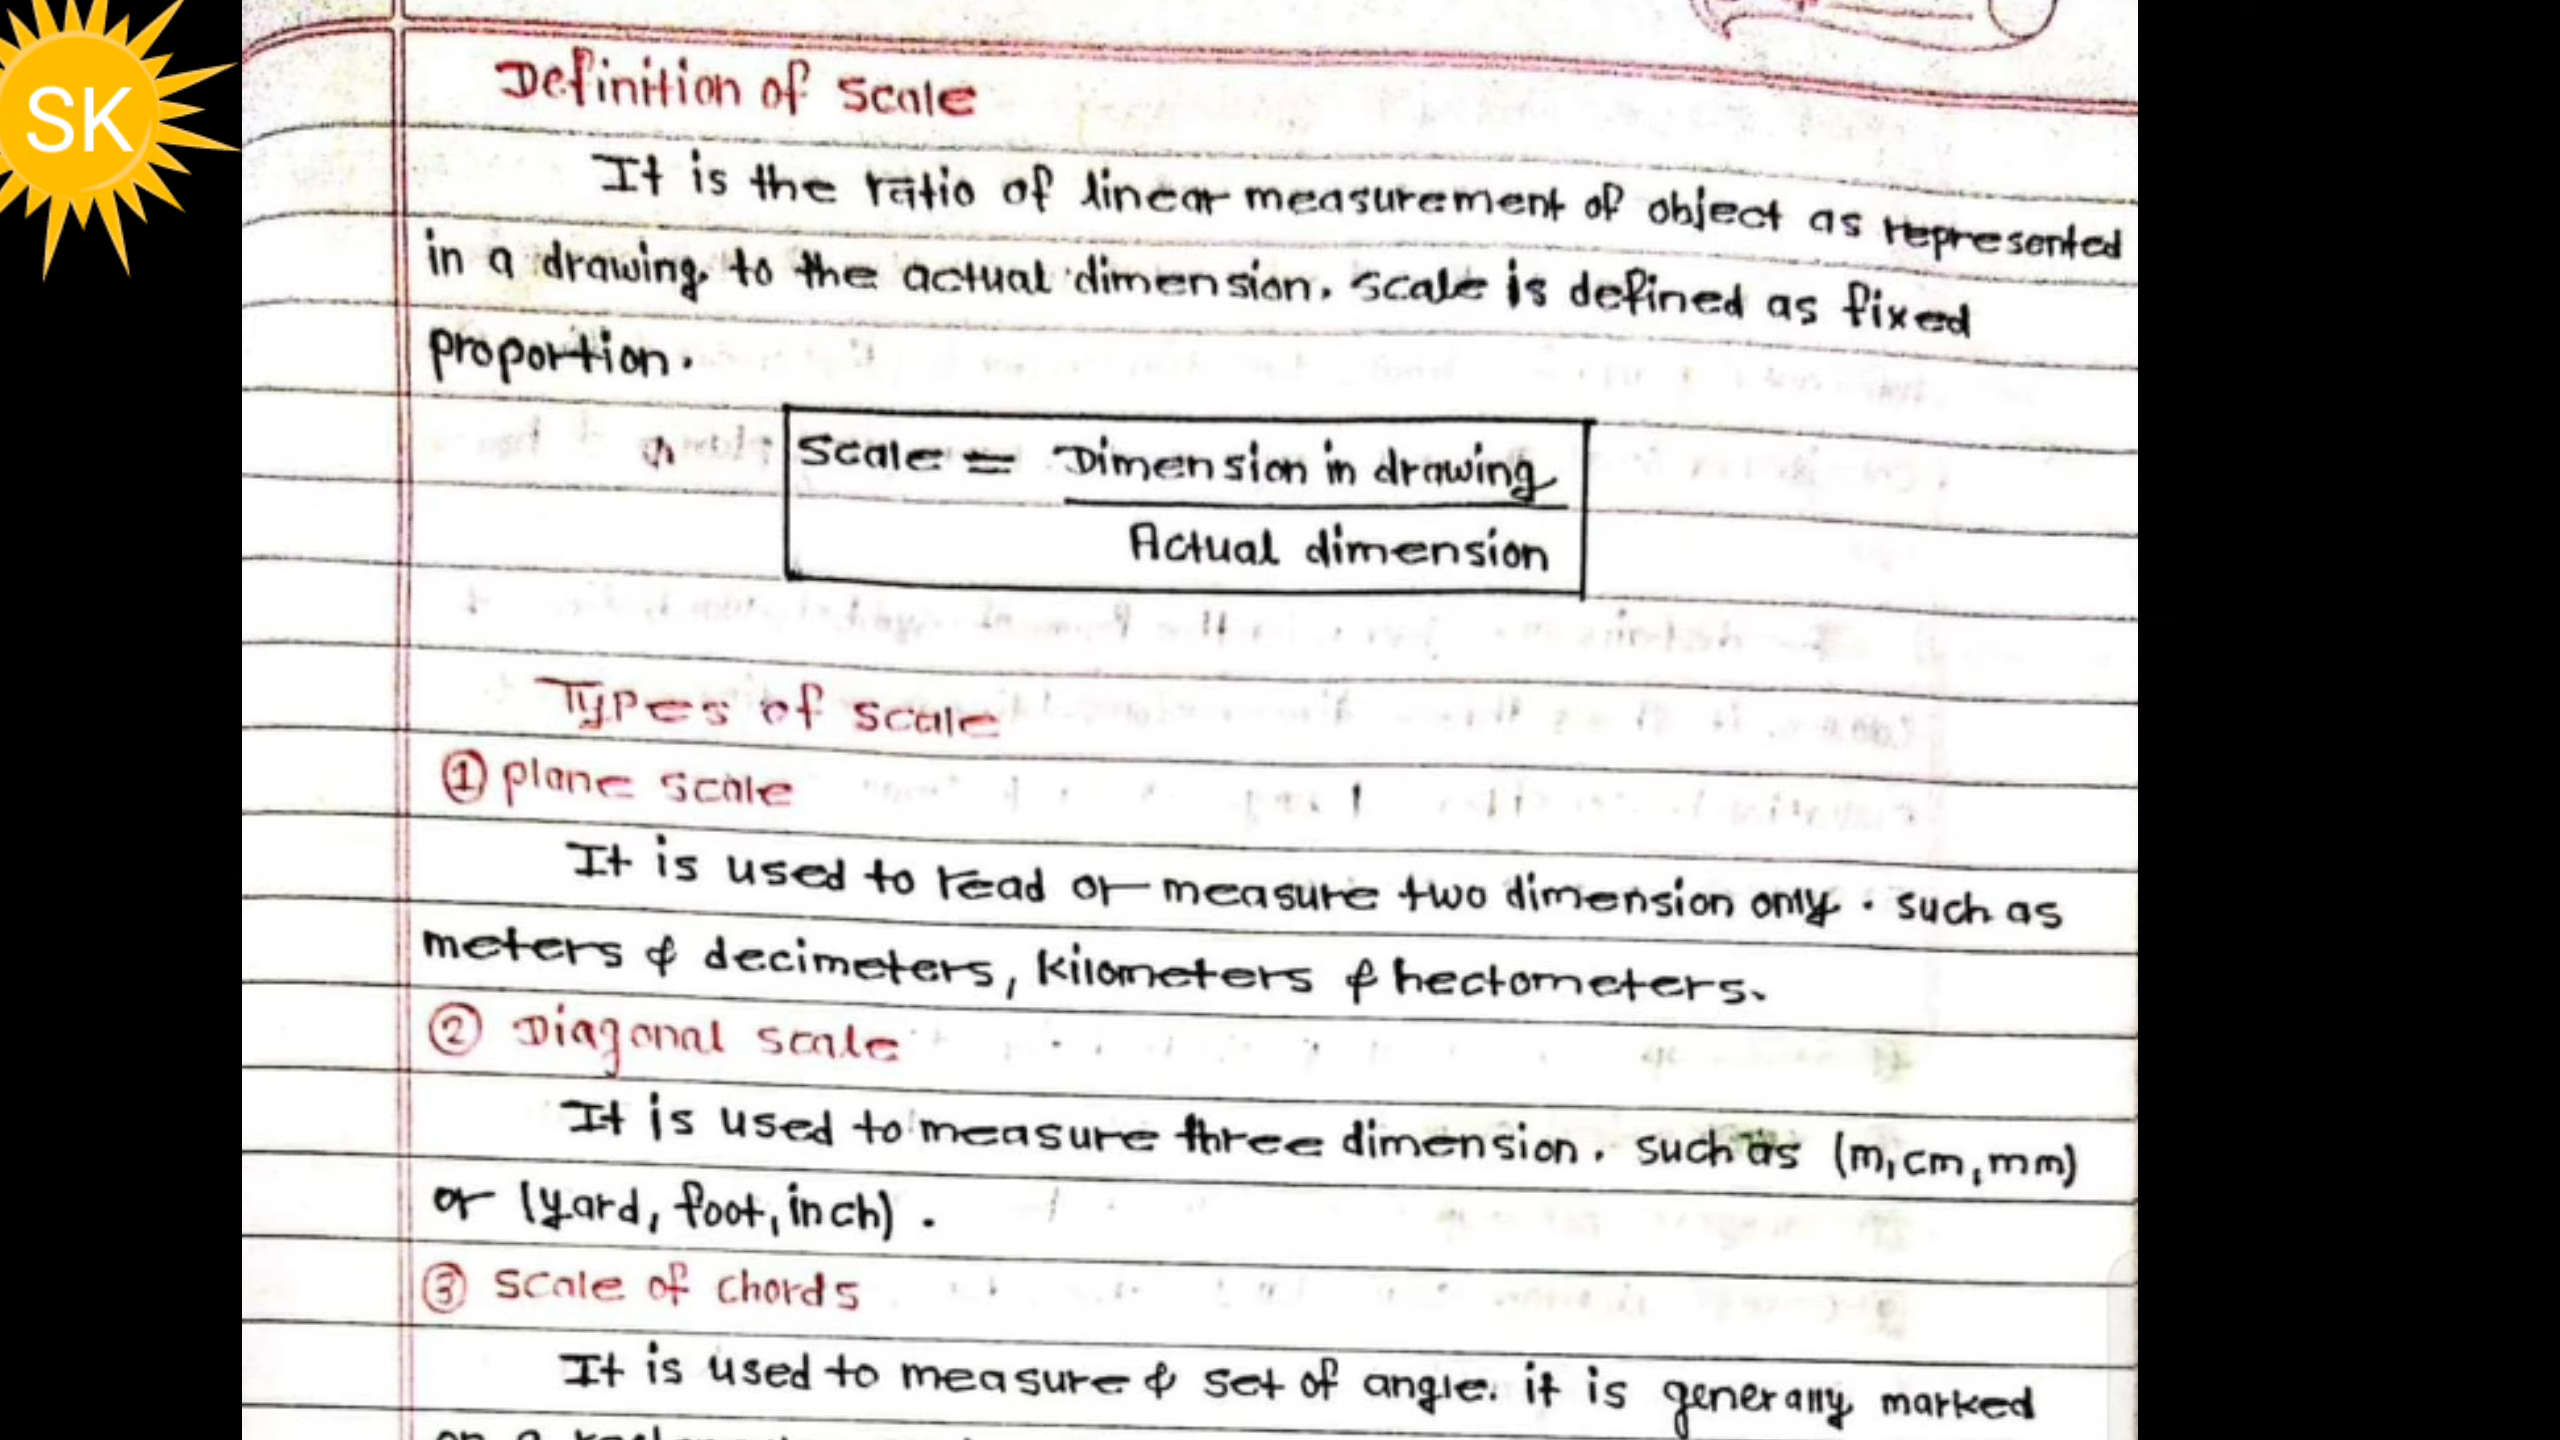 SK
Definition of scale
It is the ratio of linear measurement of object as represented
in a drawing to the actual dimension. scale is defined as fixed
proportion.
Scale = Dimension in drawing
Actual dimension
Types of scale
① plane scale
It is used to read or measure two dimension only. such as
meters & decimeters, kilometers & hectometers.
② Diagonal scale
It is used to measure three dimension. such as (m, cm, mm)
or (yard, foot, inch).
③ scale of chords
It is used to measure & set of angle. it is generally marked
on a